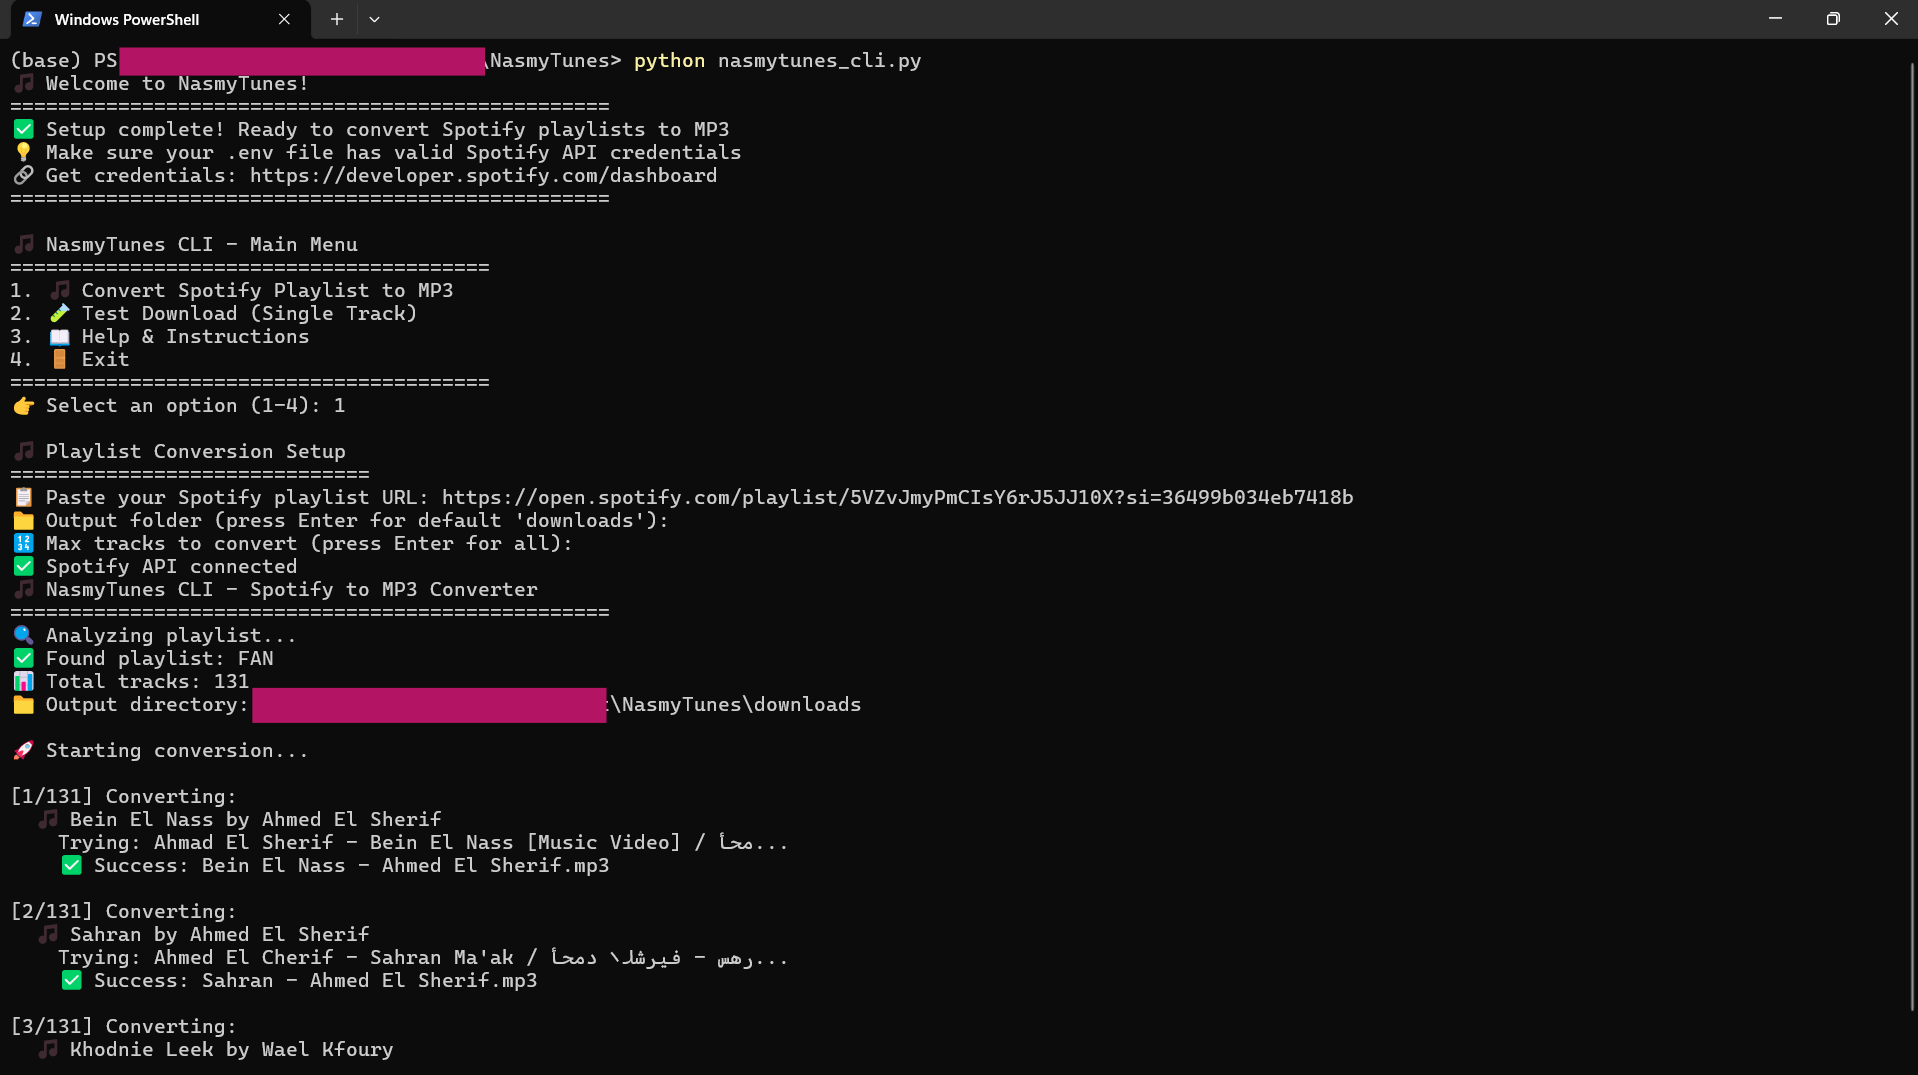 Windows PowerShell
(base) PS \NasmyTunes> python nasmytunes_cli.py
🎵 Welcome to NasmyTunes!
==================================================
✅ Setup complete! Ready to convert Spotify playlists to MP3
💡 Make sure your .env file has valid Spotify API credentials
🔗 Get credentials: https://developer.spotify.com/dashboard
==================================================
🎵 NasmyTunes CLI - Main Menu
========================================
1. 🎵 Convert Spotify Playlist to MP3
2. 🧪 Test Download (Single Track)
3. 📖 Help & Instructions
4. 🚪 Exit
========================================
👉 Select an option (1-4): 1
🎵 Playlist Conversion Setup
==============================
📋 Paste your Spotify playlist URL: https://open.spotify.com/playlist/5VZvJmyPmCIsY6rJ5JJ10X?si=36499b034eb7418b
📁 Output folder (press Enter for default 'downloads'):
🔢 Max tracks to convert (press Enter for all):
✅ Spotify API connected
🎵 NasmyTunes CLI - Spotify to MP3 Converter
==================================================
🔍 Analyzing playlist...
✅ Found playlist: FAN
📊 Total tracks: 131
📁 Output directory: \NasmyTunes\downloads
🚀 Starting conversion...
[1/131] Converting:
🎵 Bein El Nass by Ahmed El Sherif
Trying: Ahmad El Sherif - Bein El Nass [Music Video] / أحم...
✅ Success: Bein El Nass - Ahmed El Sherif.mp3
[2/131] Converting:
🎵 Sahran by Ahmed El Sherif
Trying: Ahmed El Cherif - Sahran Ma'ak / أحمد الشريف - سهر...
✅ Success: Sahran - Ahmed El Sherif.mp3
[3/131] Converting:
🎵 Khodnie Leek by Wael Kfoury